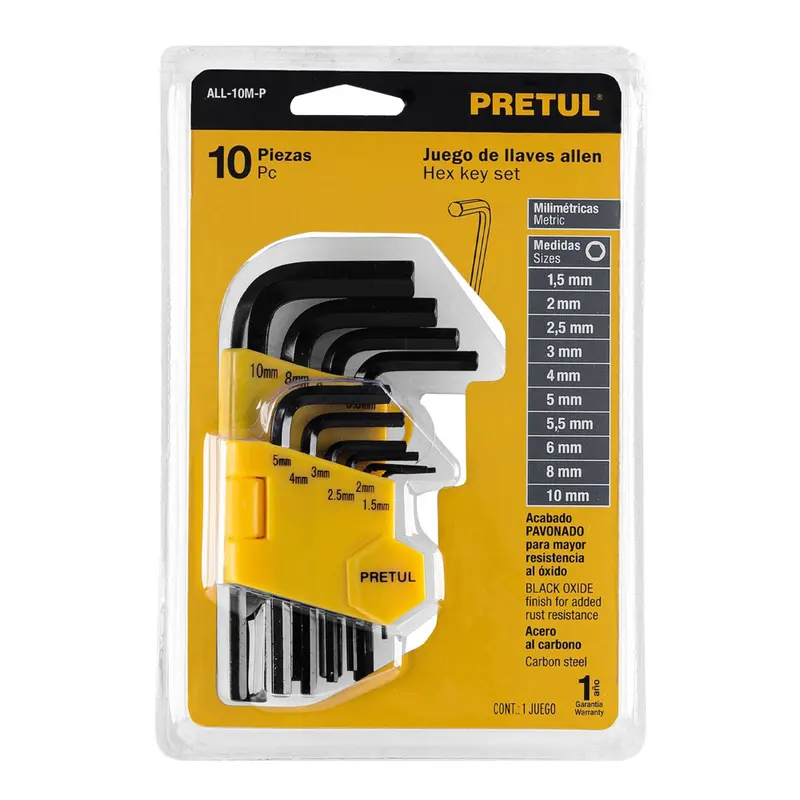 ALL-10M-P
PRETUL®
10 Piezas
Pc
Juego de llaves allen
Hex key set
Milimétricas
Metric
Medidas
Sizes
1,5 mm
2 mm
2,5 mm
3 mm
4 mm
5 mm
5,5 mm
6 mm
8 mm
10 mm
10mm
8mm
5mm
4mm
3mm
2.5mm
2mm
1.5mm
PRETUL
Acabado
PAVONADO
para mayor
resistencia
al óxido
BLACK OXIDE
finish for added
rust resistance
Acero
al carbono
Carbon steel
1 año
Garantía
Warranty
CONT.: 1 JUEGO